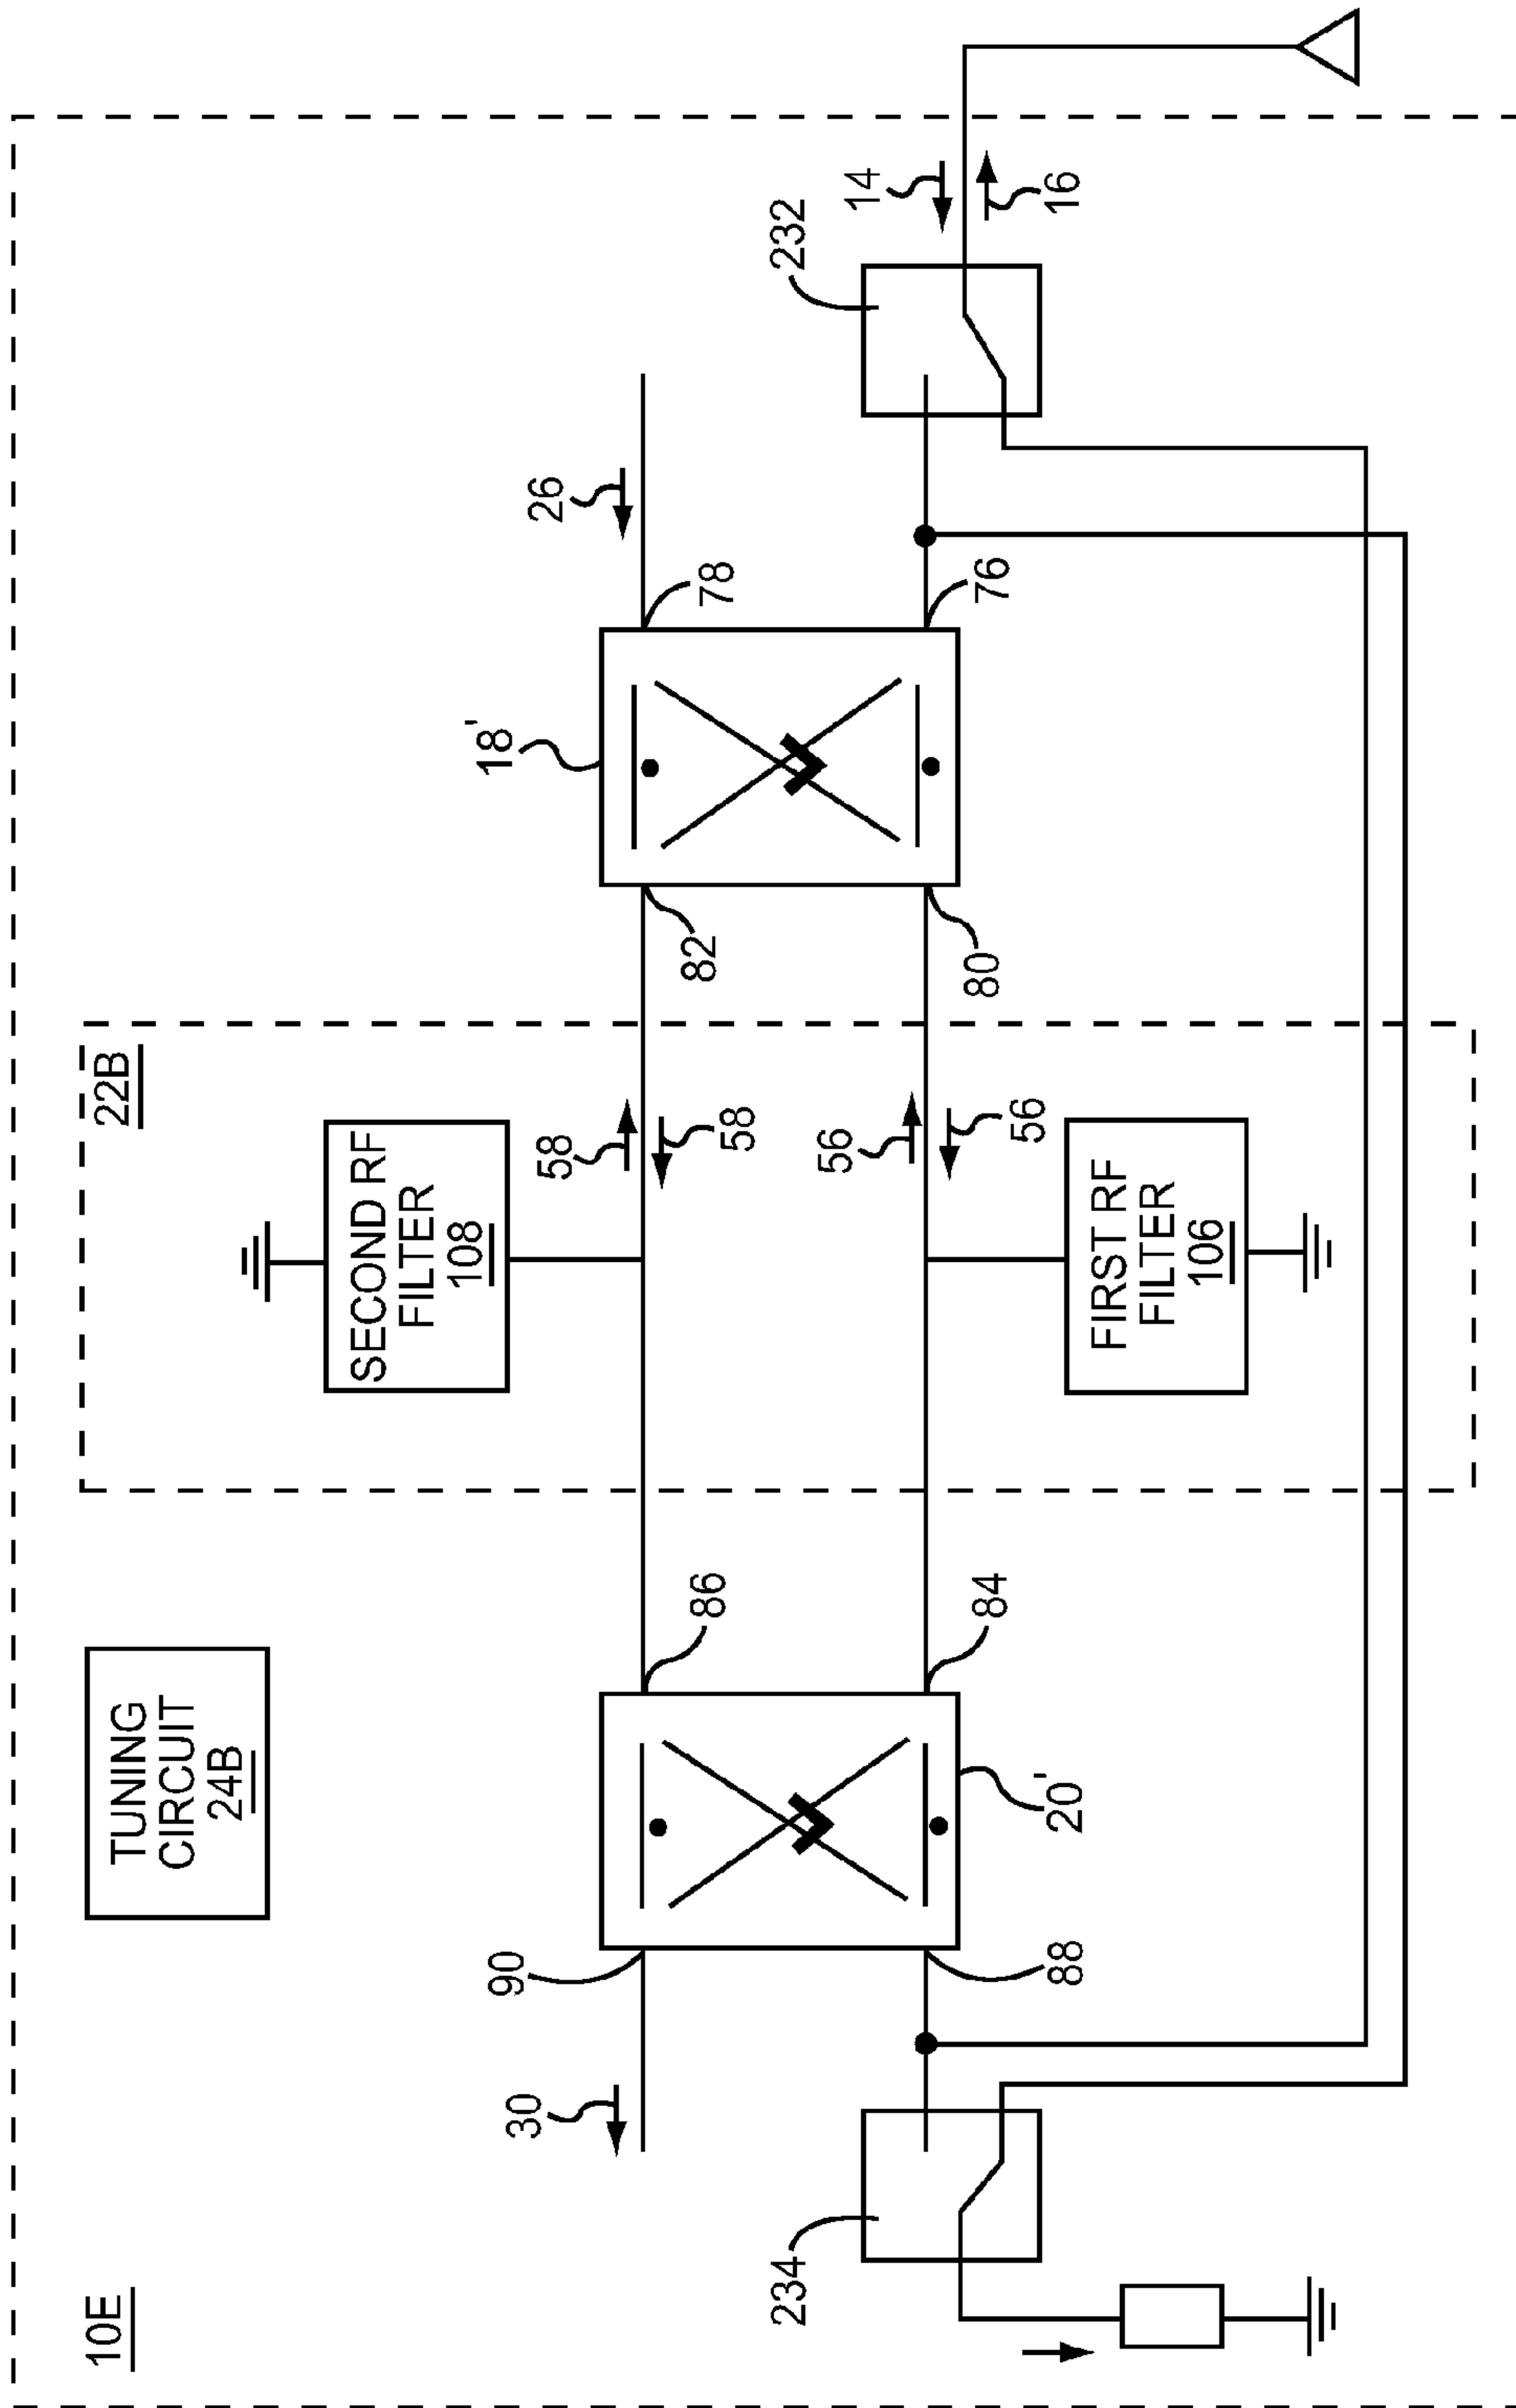 10E
TUNING
CIRCUIT
24B
22B
SECOND RF
FILTER
108
30
90
86
58
58
82
18'
78
26
56
56
80
76
84
88
20'
FIRST RF
FILTER
106
234
232
14
16